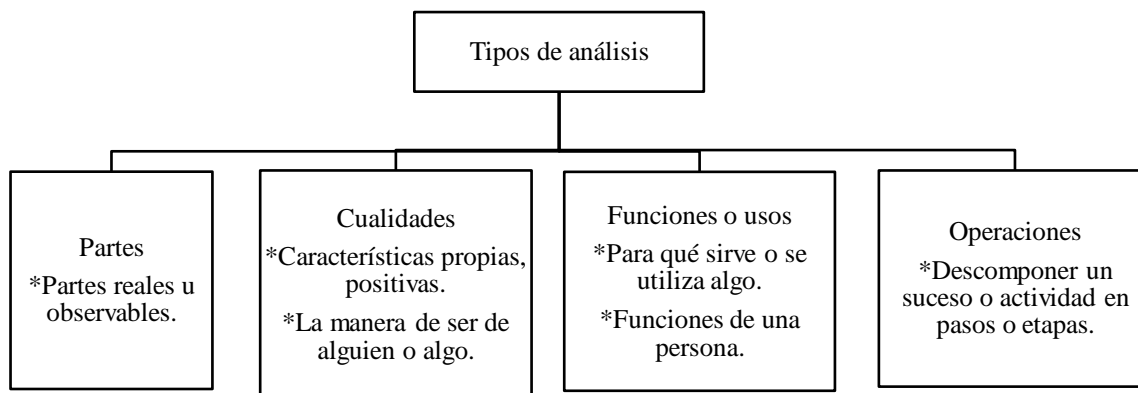 Tipos de análisis
Partes
*Partes reales u
observables.
Cualidades
*Características propias,
positivas.
*La manera de ser de
alguien o algo.
Funciones o usos
*Para qué sirve o se
utiliza algo.
*Funciones de una
persona.
Operaciones
*Descomponer un
suceso o actividad en
pasos o etapas.